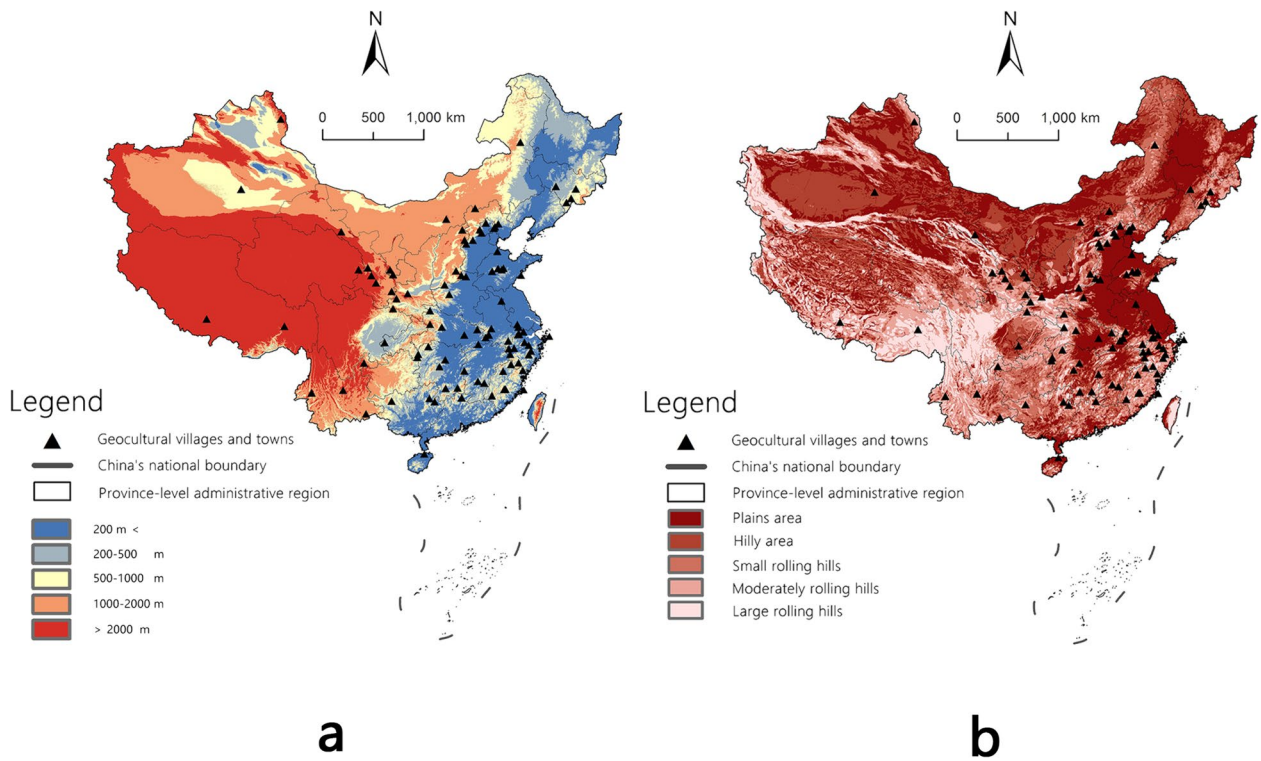 N
0 500 1,000 km
Legend
Geocultural villages and towns
China's national boundary
Province-level administrative region
200 m <
200-500 m
500-1000 m
1000-2000 m
> 2000 m
a
N
0 500 1,000 km
Legend
Geocultural villages and towns
China's national boundary
Province-level administrative region
Plains area
Hilly area
Small rolling hills
Moderately rolling hills
Large rolling hills
b